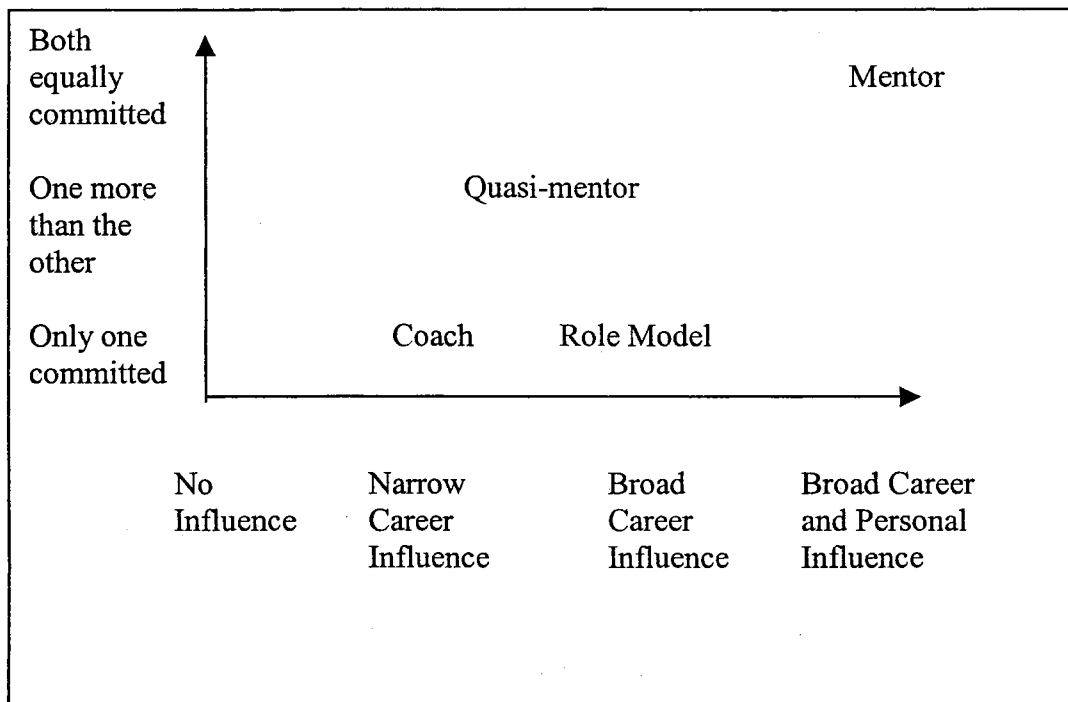 Both
equally
committed
Mentor
One more
than the
other
Quasi-mentor
Only one
committed
Coach
Role Model
No
Influence
Narrow
Career
Influence
Broad
Career
Influence
Broad Career
and Personal
Influence